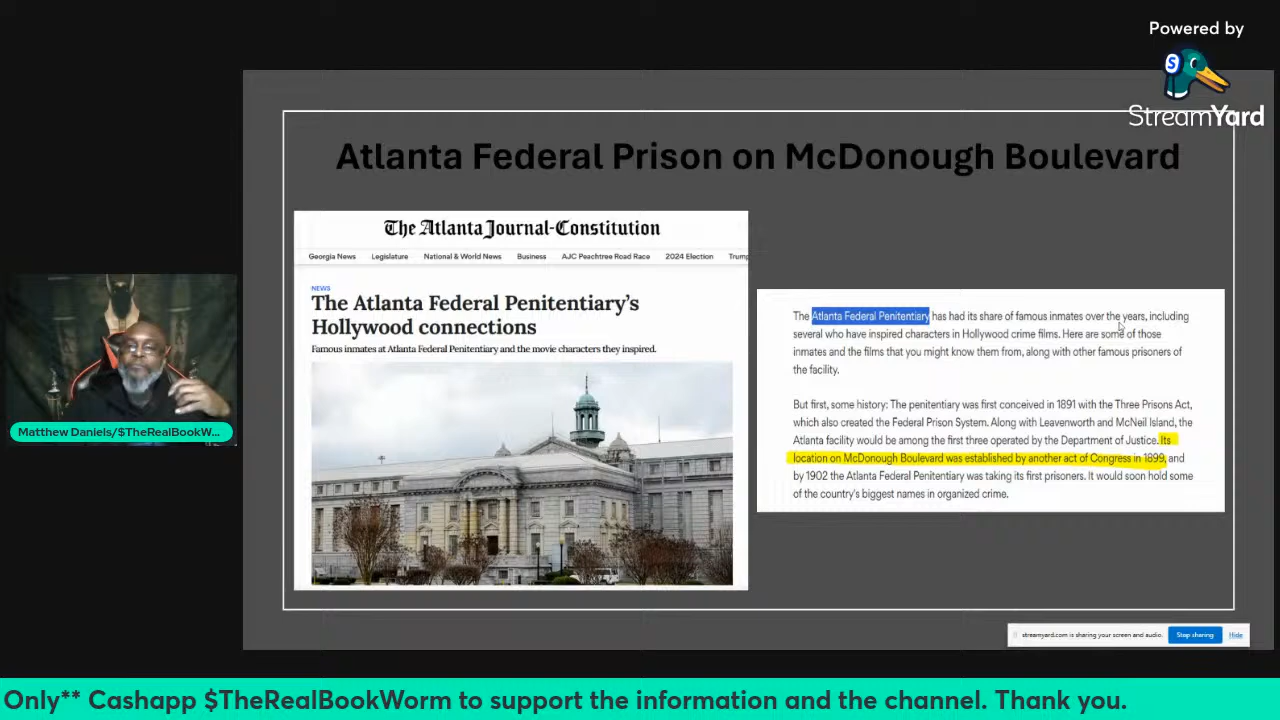 Powered by
StreamYard
Atlanta Federal Prison on McDonough Boulevard
The Atlanta Journal-Constitution
Georgia News Legislature National & World News Business AJC Peachtree Road Race 2024 Election Trump
NEWS
The Atlanta Federal Penitentiary's
Hollywood connections
Famous inmates at Atlanta Federal Penitentiary and the movie characters they inspired.
The Atlanta Federal Penitentiary has had its share of famous inmates over the years, including
several who have inspired characters in Hollywood crime films. Here are some of those
inmates and the films that you might know them from, along with other famous prisoners of
the facility.
But first, some history: The penitentiary was first conceived in 1891 with the Three Prisons Act,
which also created the Federal Prison System. Along with Leavenworth and McNeil Island, the
Atlanta facility would be among the first three operated by the Department of Justice. Its
location on McDonough Boulevard was established by another act of Congress in 1899, and
by 1902 the Atlanta Federal Penitentiary was taking its first prisoners. It would soon hold some
of the country's biggest names in organized crime.
Matthew Daniels/$TheRealBookW...
streamyard.com is sharing your screen and audio. Stop sharing Hide
Only** Cashapp $TheRealBookWorm to support the information and the channel. Thank you.